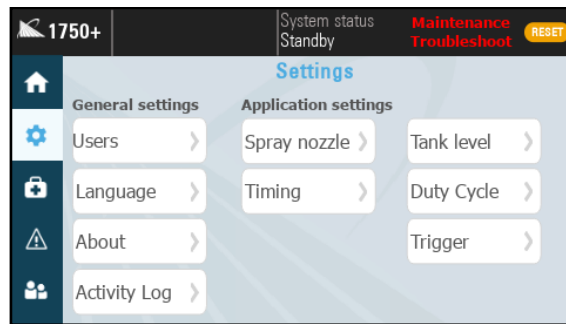 1750+
System status
Standby
Maintenance
Troubleshoot
RESET
Settings
General settings
Application settings
Users
Spray nozzle
Tank level
Language
Timing
Duty Cycle
About
Trigger
Activity Log